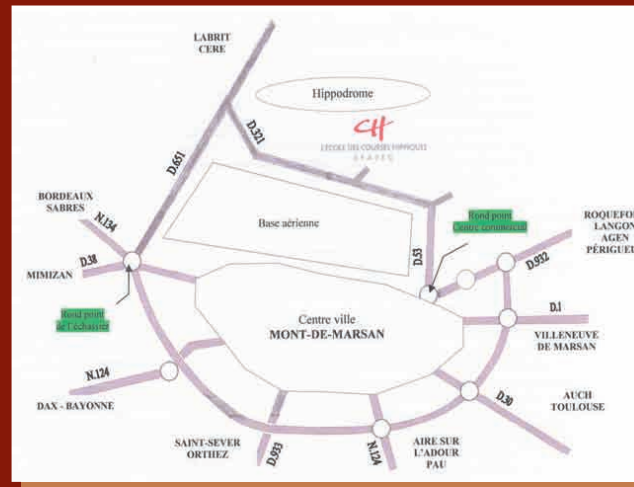 LABRIT
CERE
Hippodrome
CH
L'ECOLE DES COURSES HIPPIQUES
AFASEC
D.321
D.651
BORDEAUX
SABRES
N.134
Base aérienne
Rond point
Centre commercial
ROQUEFORT
LANGON
AGEN
PÉRIGUEUX
D.53
D.932
D.38
MIMIZAN
Rond point
de l'échassier
Centre ville
MONT-DE-MARSAN
D.1
VILLENEUVE
DE MARSAN
N.124
DAX - BAYONNE
D.30
AUCH
TOULOUSE
SAINT-SEVER
ORTHEZ
D.933
N.124
AIRE SUR
L'ADOUR
PAU